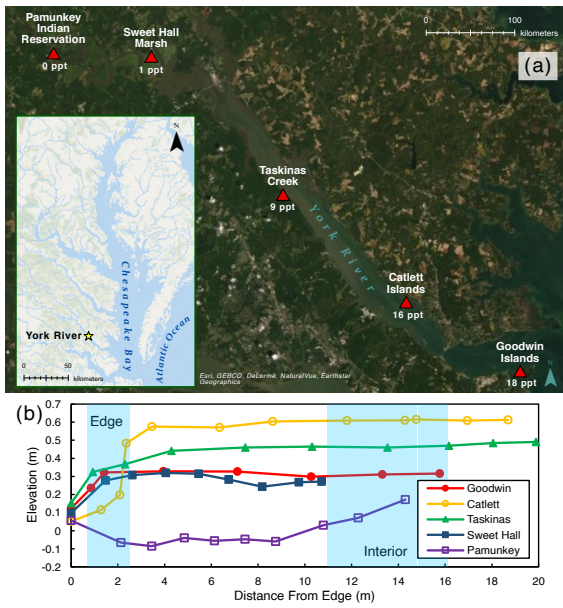 Pamunkey
Indian
Reservation
0 ppt
Sweet Hall
Marsh
1 ppt
0 100
kilometers
(a)
N
Taskinas
Creek
9 ppt
York River
Catlett
Islands
16 ppt
Goodwin
Islands
18 ppt
N
Chesapeake Bay
Atlantic Ocean
York River
0 50
kilometers
Esri, GEBCO, DeLorme, NaturalVue, Earthstar
Geographics
(b)
Elevation (m)
0.7
0.6
0.5
0.4
0.3
0.2
0.1
0
-0.1
-0.2
Edge
Interior
Goodwin
Catlett
Taskinas
Sweet Hall
Pamunkey
0 2 4 6 8 10 12 14 16 18 20
Distance From Edge (m)